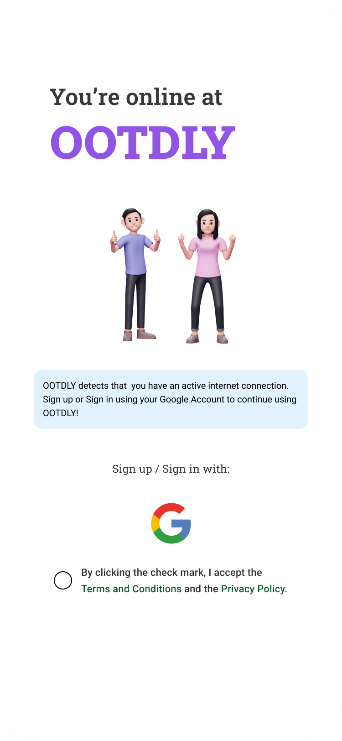 You’re online at
OOTDLY
OOTDLY detects that  you have an active internet connection.
Sign up or Sign in using your Google Account to continue using
OOTDLY!
Sign up / Sign in with:
By clicking the check mark, I accept the
Terms and Conditions and the Privacy Policy.